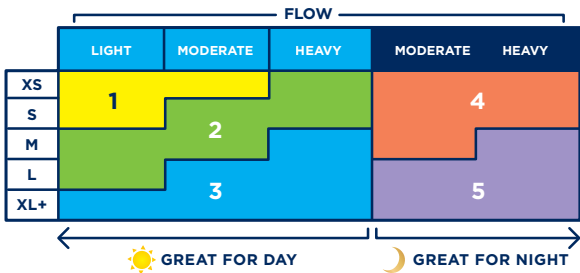 FLOW
LIGHT MODERATE HEAVY MODERATE HEAVY
XS
1 4
S
2
M
L
3 5
XL+
GREAT FOR DAY GREAT FOR NIGHT